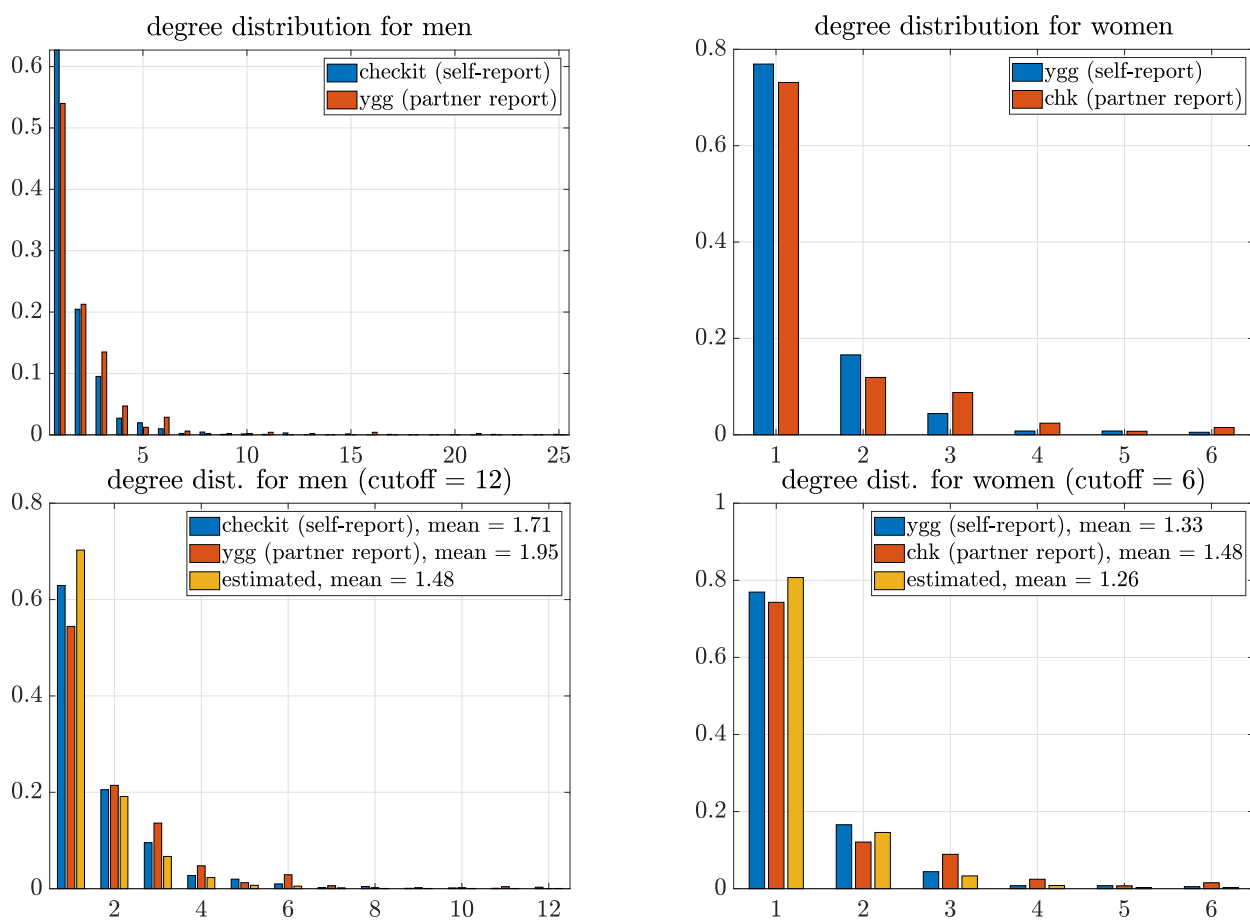 degree distribution for men
checkit (self-report)
ygg (partner report)
0.6
0.5
0.4
0.3
0.2
0.1
0
5 10 15 20 25
degree distribution for women
ygg (self-report)
chk (partner report)
0.8
0.6
0.4
0.2
0
1 2 3 4 5 6
degree dist. for men (cutoff = 12)
checkit (self-report), mean = 1.71
ygg (partner report), mean = 1.95
estimated, mean = 1.48
0.8
0.6
0.4
0.2
0
2 4 6 8 10 12
degree dist. for women (cutoff = 6)
ygg (self-report), mean = 1.33
chk (partner report), mean = 1.48
estimated, mean = 1.26
1
0.8
0.6
0.4
0.2
0
1 2 3 4 5 6